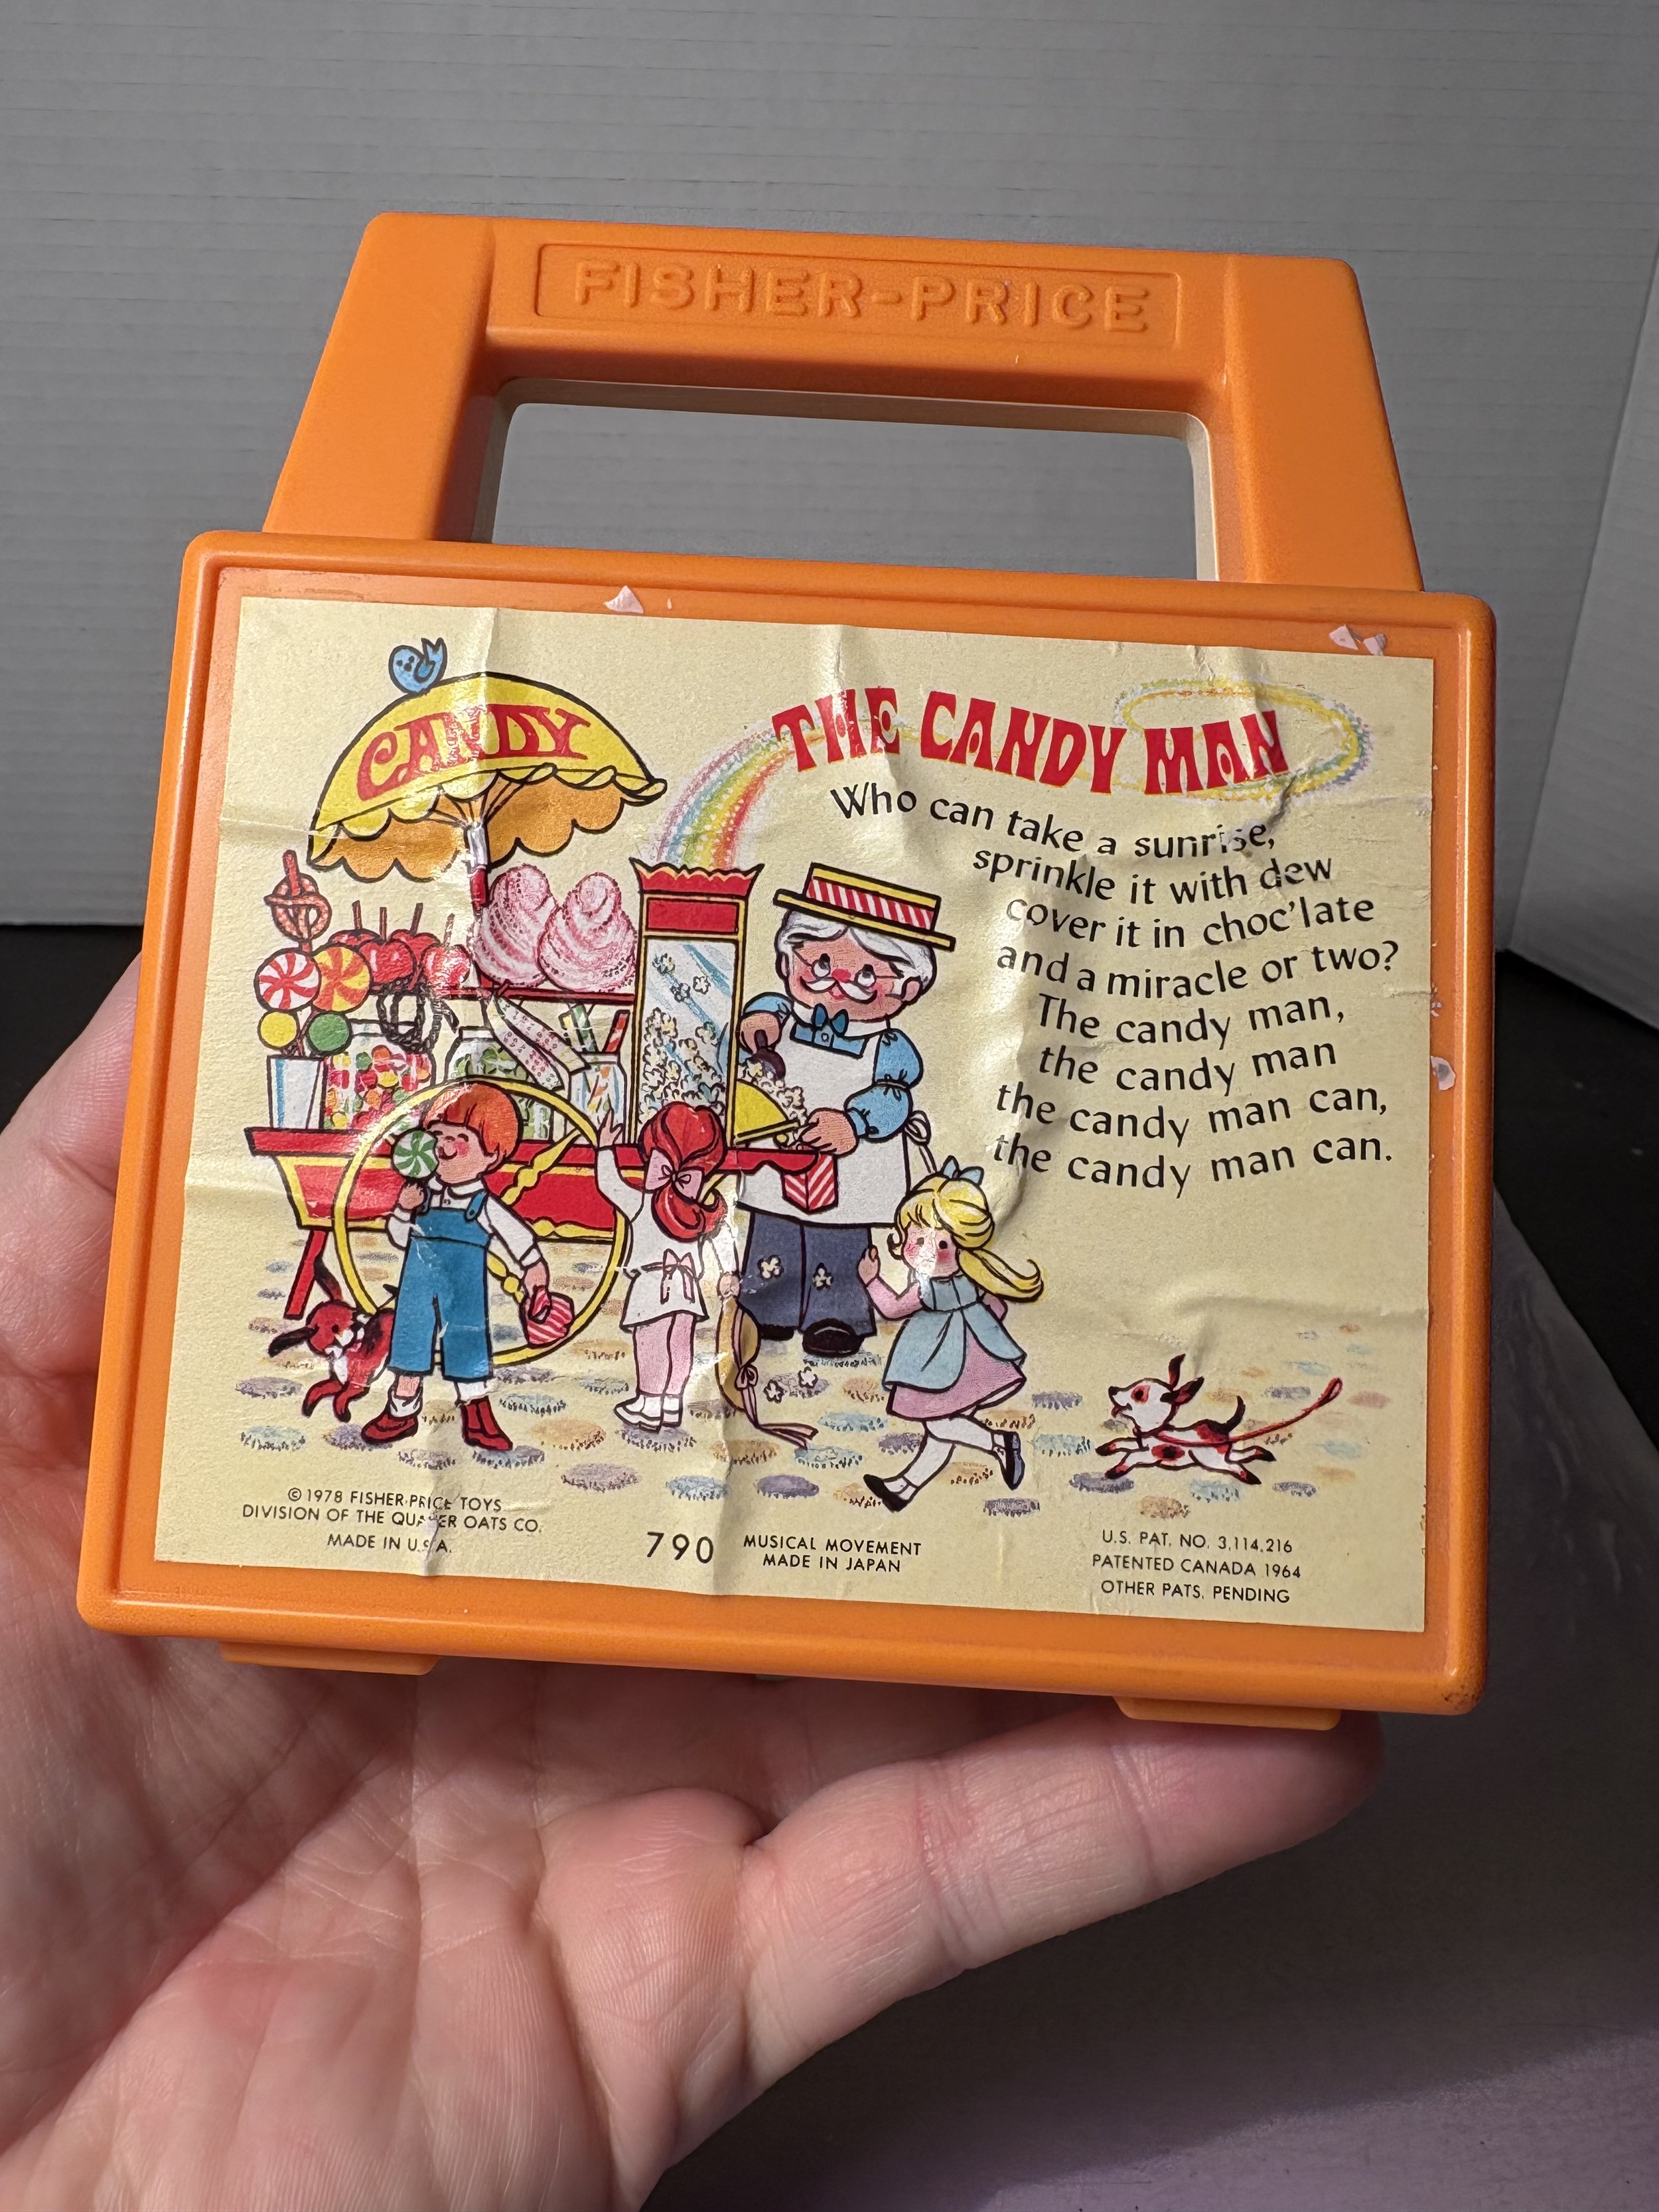 FISHER-PRICE
CANDY
THE CANDY MAN
Who can take a sunrise,
sprinkle it with dew
cover it in choc'late
and a miracle or two?
The candy man,
the candy man
the candy man can,
the candy man can.
©1978 FISHER-PRICE TOYS
DIVISION OF THE QUAKER OATS CO.
MADE IN U.S.A.
790
MUSICAL MOVEMENT
MADE IN JAPAN
U.S. PAT. NO. 3,114,216
PATENTED CANADA 1964
OTHER PATS. PENDING